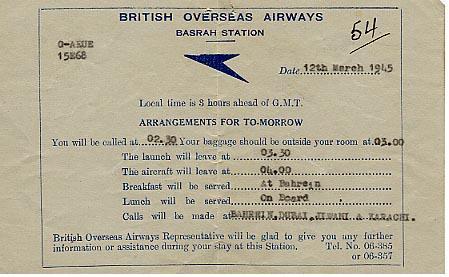 BRITISH OVERSEAS AIRWAYS
BASRAH STATION
54
15E68
Date 12th March 1945
Local time is 3 hours ahead of G.M.T.
ARRANGEMENTS FOR TO-MORROW
You will be called at 02.30 Your baggage should be outside your room at 03.00
The launch will leave at 03.30
The aircraft will leave at 04.00
Breakfast will be served At Bahrein
Lunch will be served On Board
Calls will be made at BAHREIN, DUBAI, JIWANI & KARACHI.
British Overseas Airways Representative will be glad to give you any further
information or assistance during your stay at this Station. Tel. No. 06-385
or 06-357